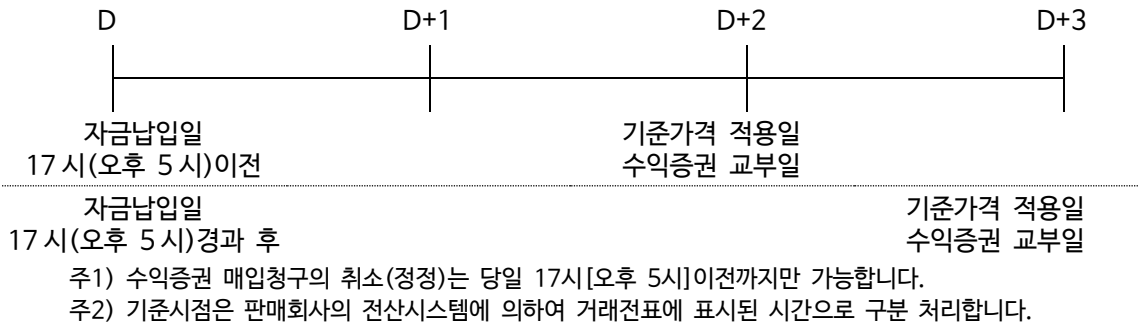 D D+1 D+2 D+3
자금납입일 기준가격 적용일
17시(오후 5시)이전 수익증권 교부일
자금납입일 기준가격 적용일
17시(오후 5시)경과 후 수익증권 교부일
주1) 수익증권 매입청구의 취소(정정)는 당일 17시[오후 5시]이전까지만 가능합니다.
주2) 기준시점은 판매회사의 전산시스템에 의하여 거래전표에 표시된 시간으로 구분 처리합니다.